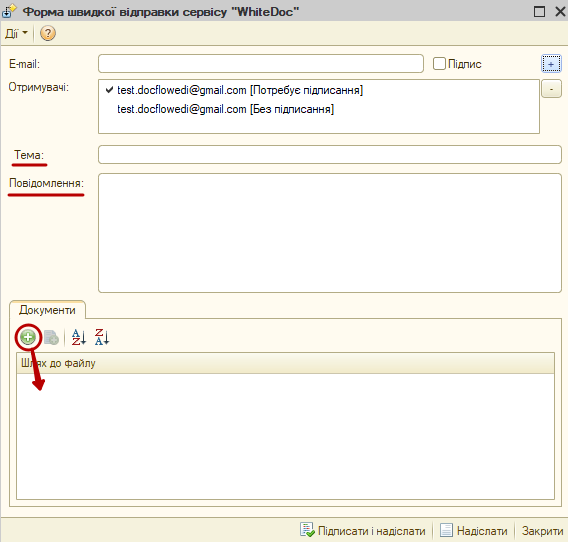 Форма швидкої відправки сервісу "WhiteDoc"
Дії
?
E-mail:
Підпис
+
Отримувачі:
test.docflowedi@gmail.com [Потребує підписання]
-
test.docflowedi@gmail.com [Без підписання]
Тема:
Повідомлення:
Документи
A
Z
Z
A
Шлях до файлу
Підписати і надіслати
Надіслати
Закрити